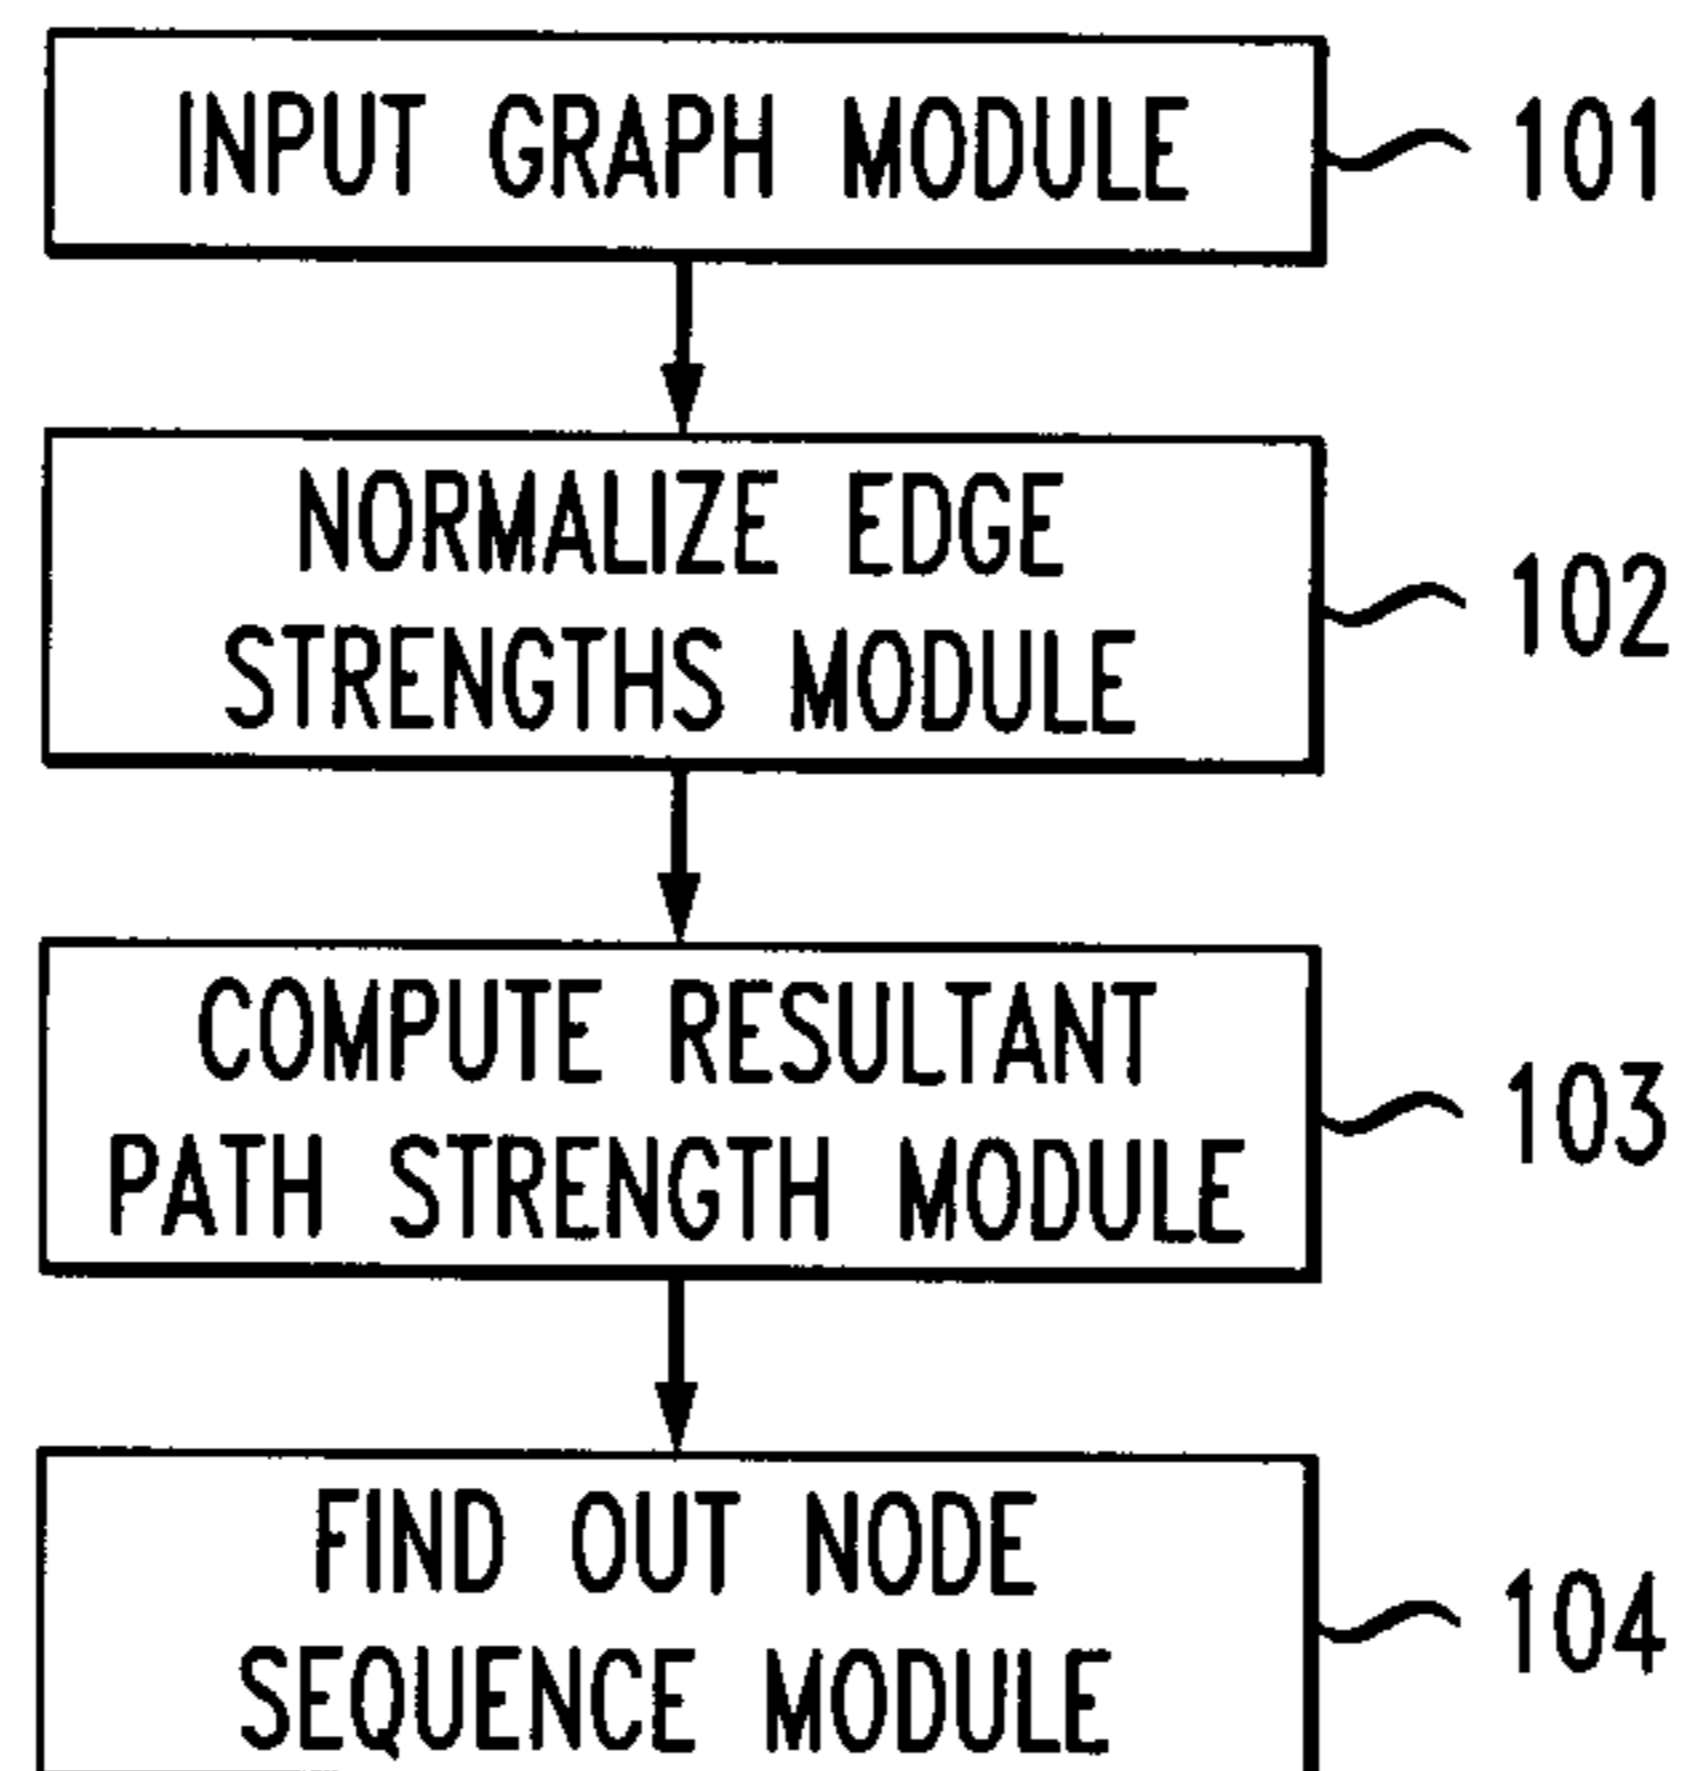 INPUT GRAPH MODULE
101
NORMALIZE EDGE
STRENGTHS MODULE
102
COMPUTE RESULTANT
PATH STRENGTH MODULE
103
FIND OUT NODE
SEQUENCE MODULE
104